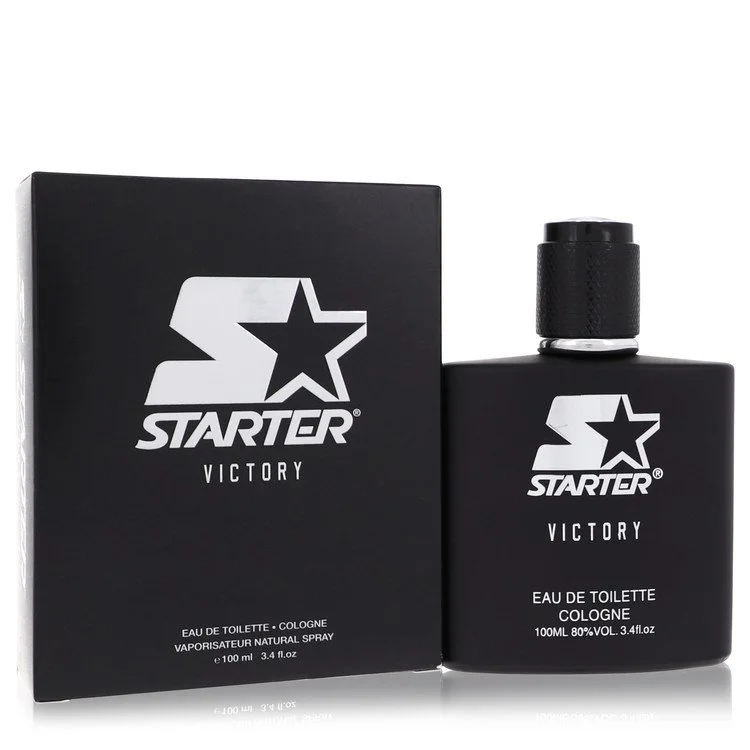 STARTER®
VICTORY
EAU DE TOILETTE • COLOGNE
VAPORISATEUR NATURAL SPRAY
e 100 ml 3.4 fl.oz
STARTER®
VICTORY
EAU DE TOILETTE
COLOGNE
100ML 80%VOL. 3.4fl.oz